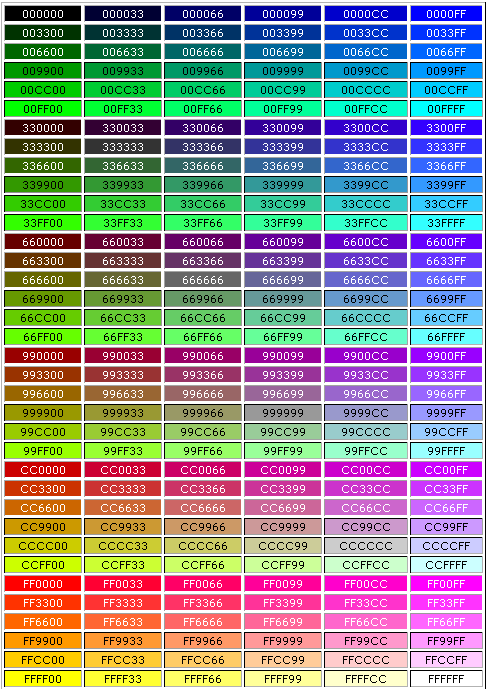 000000 000033 000066 000099 0000CC 0000FF
003300 003333 003366 003399 0033CC 0033FF
006600 006633 006666 006699 0066CC 0066FF
009900 009933 009966 009999 0099CC 0099FF
00CC00 00CC33 00CC66 00CC99 00CCCC 00CCFF
00FF00 00FF33 00FF66 00FF99 00FFCC 00FFFF
330000 330033 330066 330099 3300CC 3300FF
333300 333333 333366 333399 3333CC 3333FF
336600 336633 336666 336699 3366CC 3366FF
339900 339933 339966 339999 3399CC 3399FF
33CC00 33CC33 33CC66 33CC99 33CCCC 33CCFF
33FF00 33FF33 33FF66 33FF99 33FFCC 33FFFF
660000 660033 660066 660099 6600CC 6600FF
663300 663333 663366 663399 6633CC 6633FF
666600 666633 666666 666699 6666CC 6666FF
669900 669933 669966 669999 6699CC 6699FF
66CC00 66CC33 66CC66 66CC99 66CCCC 66CCFF
66FF00 66FF33 66FF66 66FF99 66FFCC 66FFFF
990000 990033 990066 990099 9900CC 9900FF
993300 993333 993366 993399 9933CC 9933FF
996600 996633 996666 996699 9966CC 9966FF
999900 999933 999966 999999 9999CC 9999FF
99CC00 99CC33 99CC66 99CC99 99CCCC 99CCFF
99FF00 99FF33 99FF66 99FF99 99FFCC 99FFFF
CC0000 CC0033 CC0066 CC0099 CC00CC CC00FF
CC3300 CC3333 CC3366 CC3399 CC33CC CC33FF
CC6600 CC6633 CC6666 CC6699 CC66CC CC66FF
CC9900 CC9933 CC9966 CC9999 CC99CC CC99FF
CCCC00 CCCC33 CCCC66 CCCC99 CCCCCC CCCCFF
CCFF00 CCFF33 CCFF66 CCFF99 CCFFCC CCFFFF
FF0000 FF0033 FF0066 FF0099 FF00CC FF00FF
FF3300 FF3333 FF3366 FF3399 FF33CC FF33FF
FF6600 FF6633 FF6666 FF6699 FF66CC FF66FF
FF9900 FF9933 FF9966 FF9999 FF99CC FF99FF
FFCC00 FFCC33 FFCC66 FFCC99 FFCCCC FFCCFF
FFFF00 FFFF33 FFFF66 FFFF99 FFFFCC FFFFFF